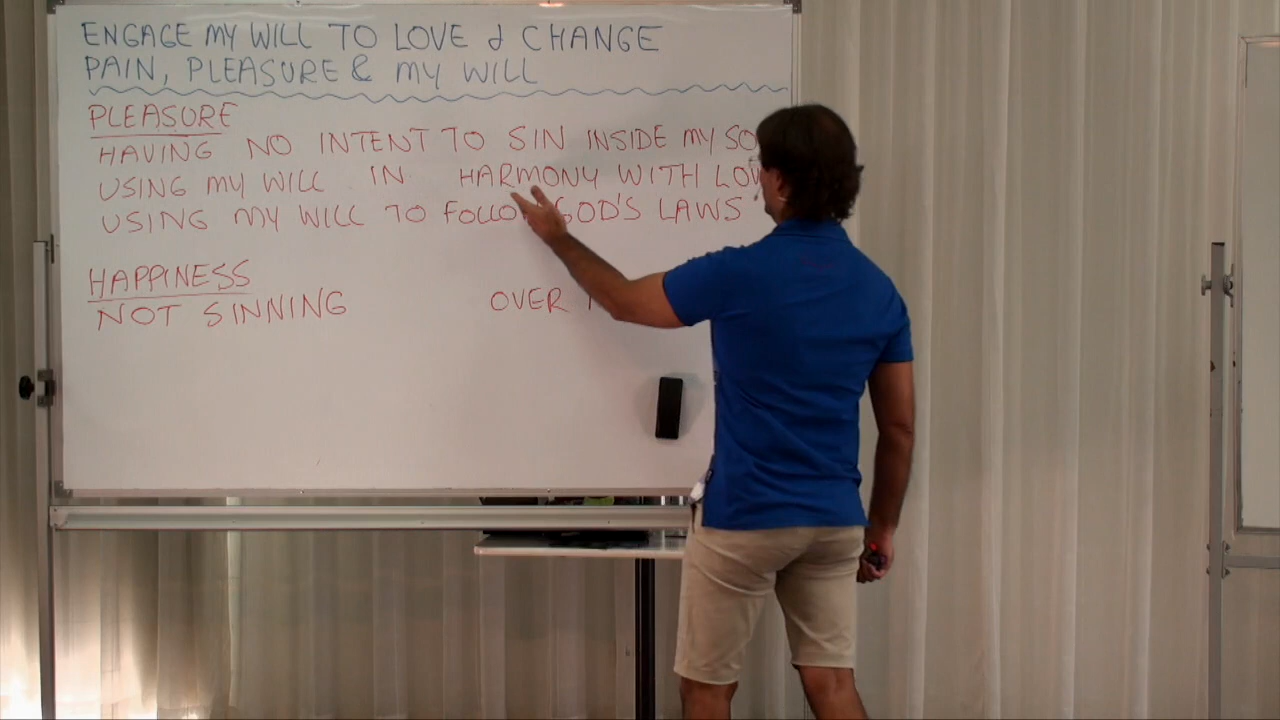 ENGAGE MY WILL TO LOVE & CHANGE
PAIN, PLEASURE & MY WILL
PLEASURE
HAVING NO INTENT TO SIN INSIDE MY
USING MY WILL IN HARMONY WITH
USING MY WILL TO GOD'S LAWS
HAPPINESS
NOT SINNING OVER